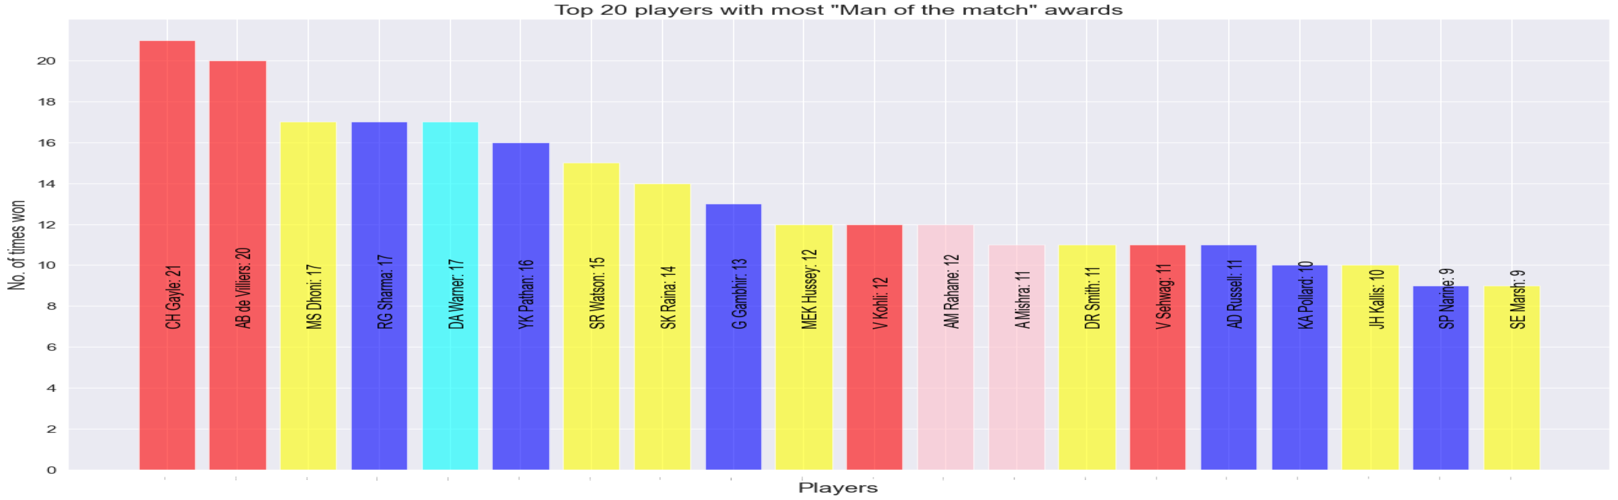 Top 20 players with most "Man of the match" awards
No. of times won
20
18
16
14
12
10
8
6
4
2
0
CH Gayle: 21
AB de Villiers: 20
MS Dhoni: 17
RG Sharma: 17
DA Warner: 17
YK Pathan: 16
SR Watson: 15
SK Raina: 14
G Gambhir: 13
MEK Hussey: 12
V Kohli: 12
AM Rahane: 12
A Mishra: 11
DR Smith: 11
V Sehwag: 11
AD Russell: 11
KA Pollard: 10
JH Kallis: 10
SP Narine: 9
SE Marsh: 9
Players